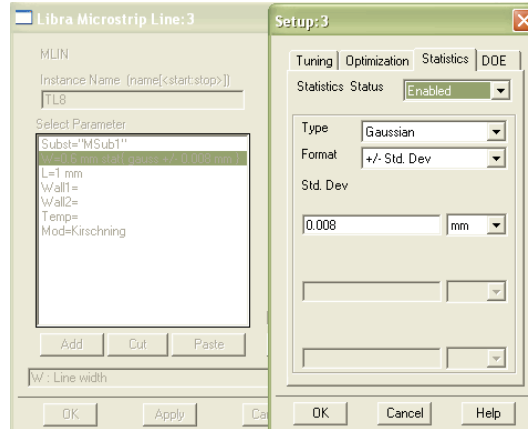 Libra Microstrip Line:3
MLIN
Instance Name (name[<start:stop>])
TL8
Select Parameter
Subst="MSub1"
W=0.6 mm start gauss +/- 0.008 mm
L=1 mm
Wall1=
Wall2=
Temp=
Mod=Kirschning
Add Cut Paste
W : Line width
OK Apply
Setup:3
Tuning Optimization Statistics DOE
Statistics Status Enabled
Type Gaussian
Format +/- Std. Dev
Std. Dev
0.008 mm
OK Cancel Help